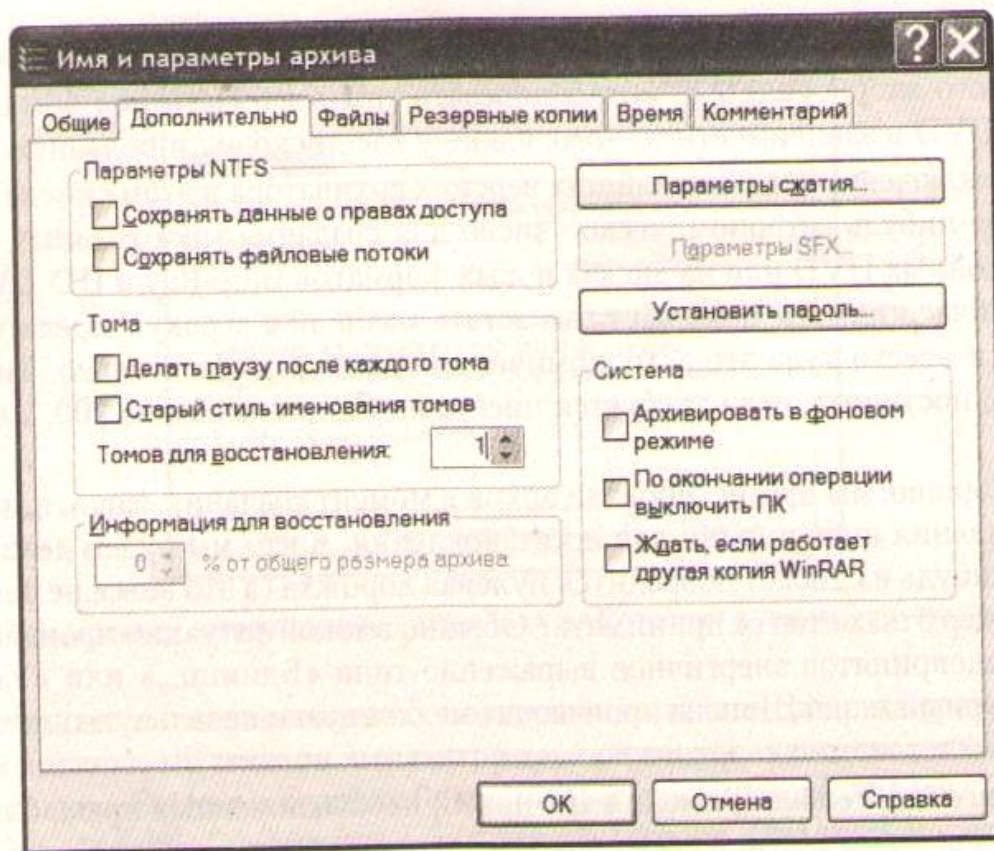 Имя и параметры архива
Общие Дополнительно Файлы Резервные копии Время Комментарий
Параметры NTFS
Сохранять данные о правах доступа
Сохранять файловые потоки
Тома
Делать паузу после каждого тома
Старый стиль именования томов
Томов для восстановления: 1
Информация для восстановления
0 % от общего размера архива
Параметры сжатия...
Параметры SFX...
Установить пароль...
Система
Архивировать в фоновом
режиме
По окончании операции
выключить ПК
Ждать, если работает
другая копия WinRAR
ОК Отмена Справка